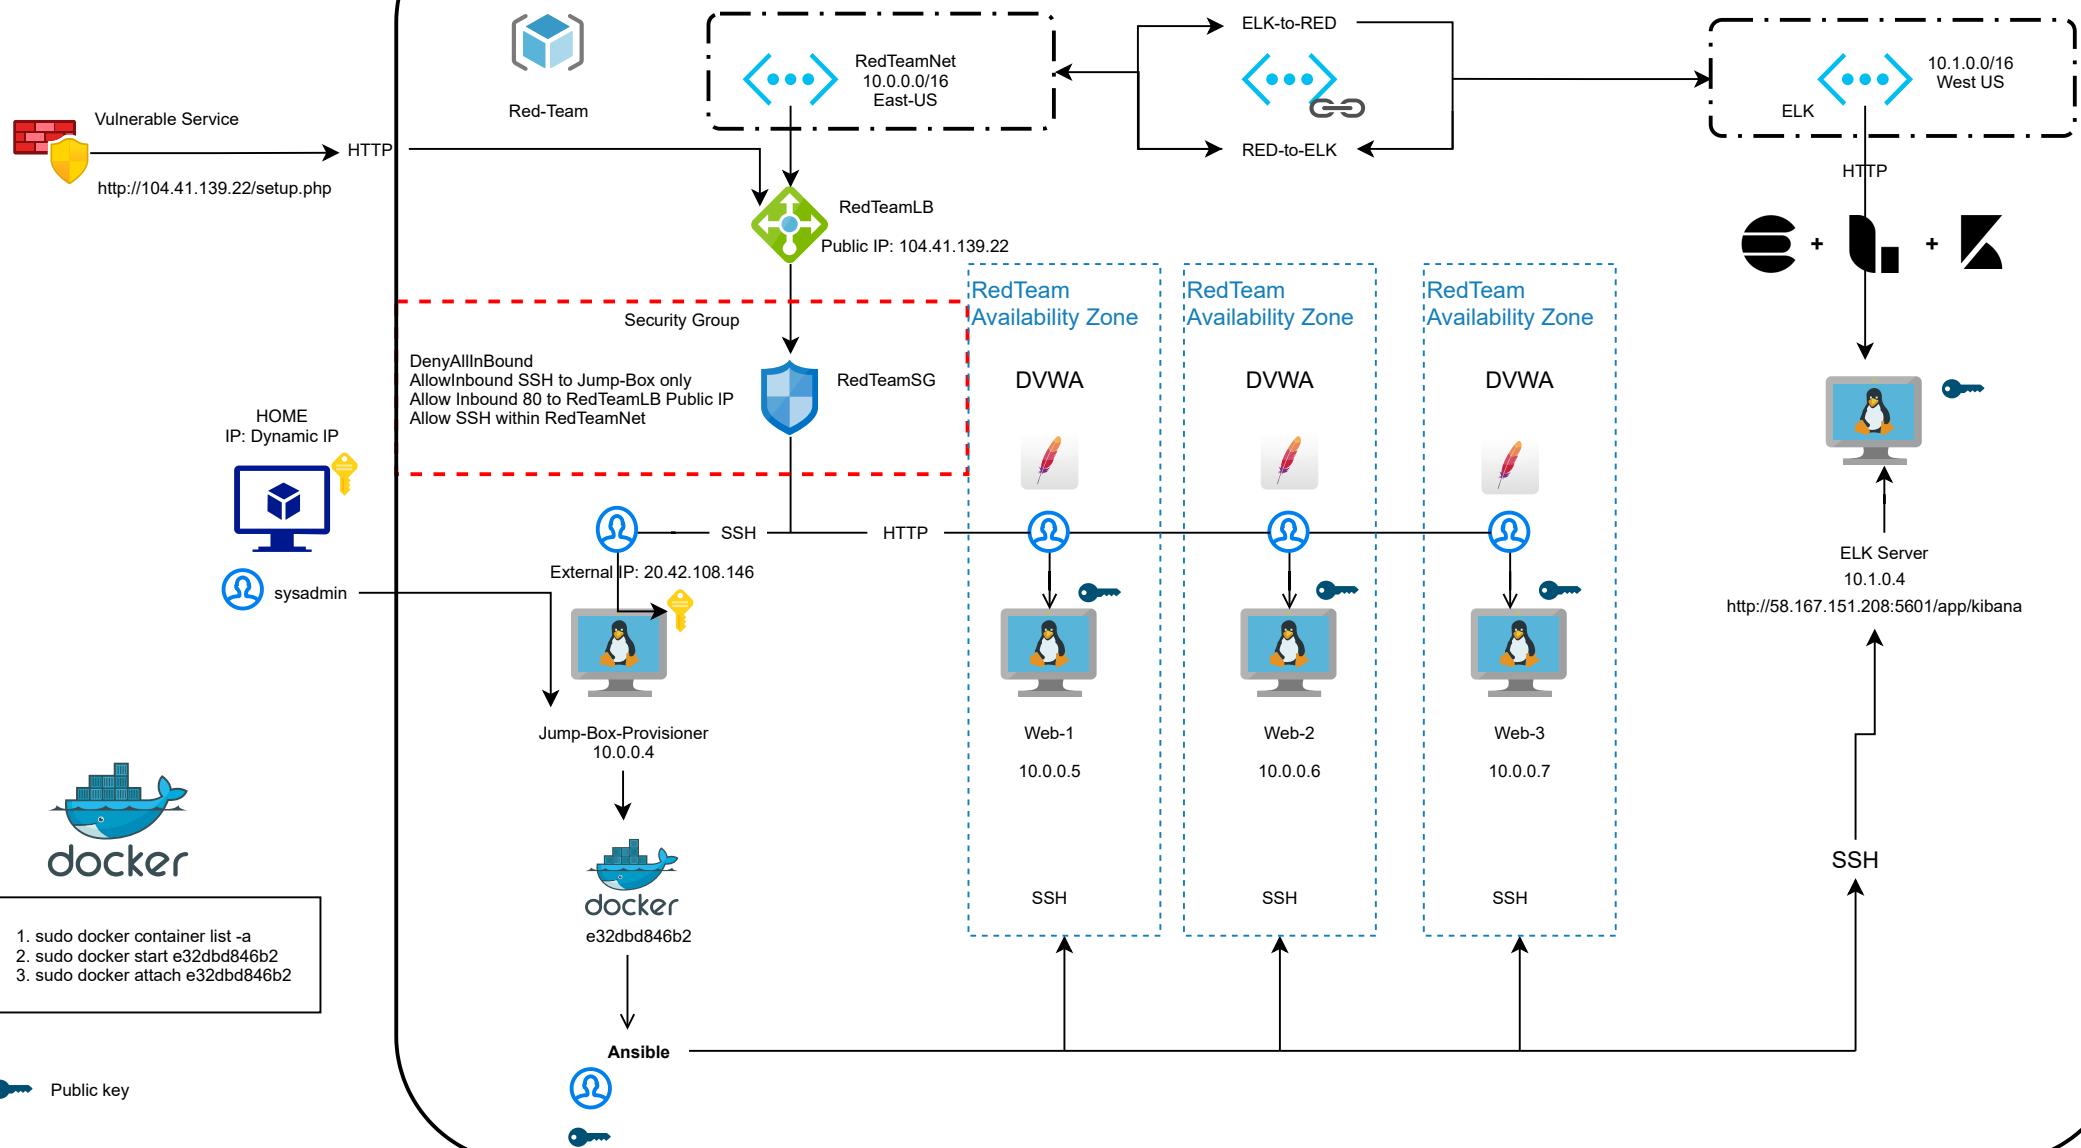 Red-Team
RedTeamNet
10.0.0.0/16
East-US
ELK-to-RED
RED-to-ELK
10.1.0.0/16
West US
ELK
HTTP
Vulnerable Service
HTTP
http://104.41.139.22/setup.php
RedTeamLB
Public IP: 104.41.139.22
+
+
Security Group
DenyAllInBound
AllowInbound SSH to Jump-Box only
Allow Inbound 80 to RedTeamLB Public IP
Allow SSH within RedTeamNet
RedTeamSG
RedTeam
Availability Zone
DVWA
RedTeam
Availability Zone
DVWA
RedTeam
Availability Zone
DVWA
HOME
IP: Dynamic IP
sysadmin
SSH
HTTP
External IP: 20.42.108.146
ELK Server
10.1.0.4
http://58.167.151.208:5601/app/kibana
Jump-Box-Provisioner
10.0.0.4
Web-1
10.0.0.5
Web-2
10.0.0.6
Web-3
10.0.0.7
docker
docker
e32dbd846b2
SSH
SSH
SSH
SSH
1. sudo docker container list -a
2. sudo docker start e32dbd846b2
3. sudo docker attach e32dbd846b2
Ansible
Public key